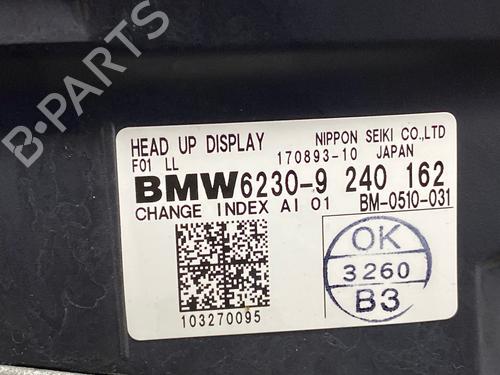 HEAD UP DISPLAY NIPPON SEIKI CO.,LTD
F01 LL 170893-10 JAPAN
BMW 6230-9 240 162
CHANGE INDEX AI 01 BM-0510-031
OK
3260
B3
103270095
B-PARTS